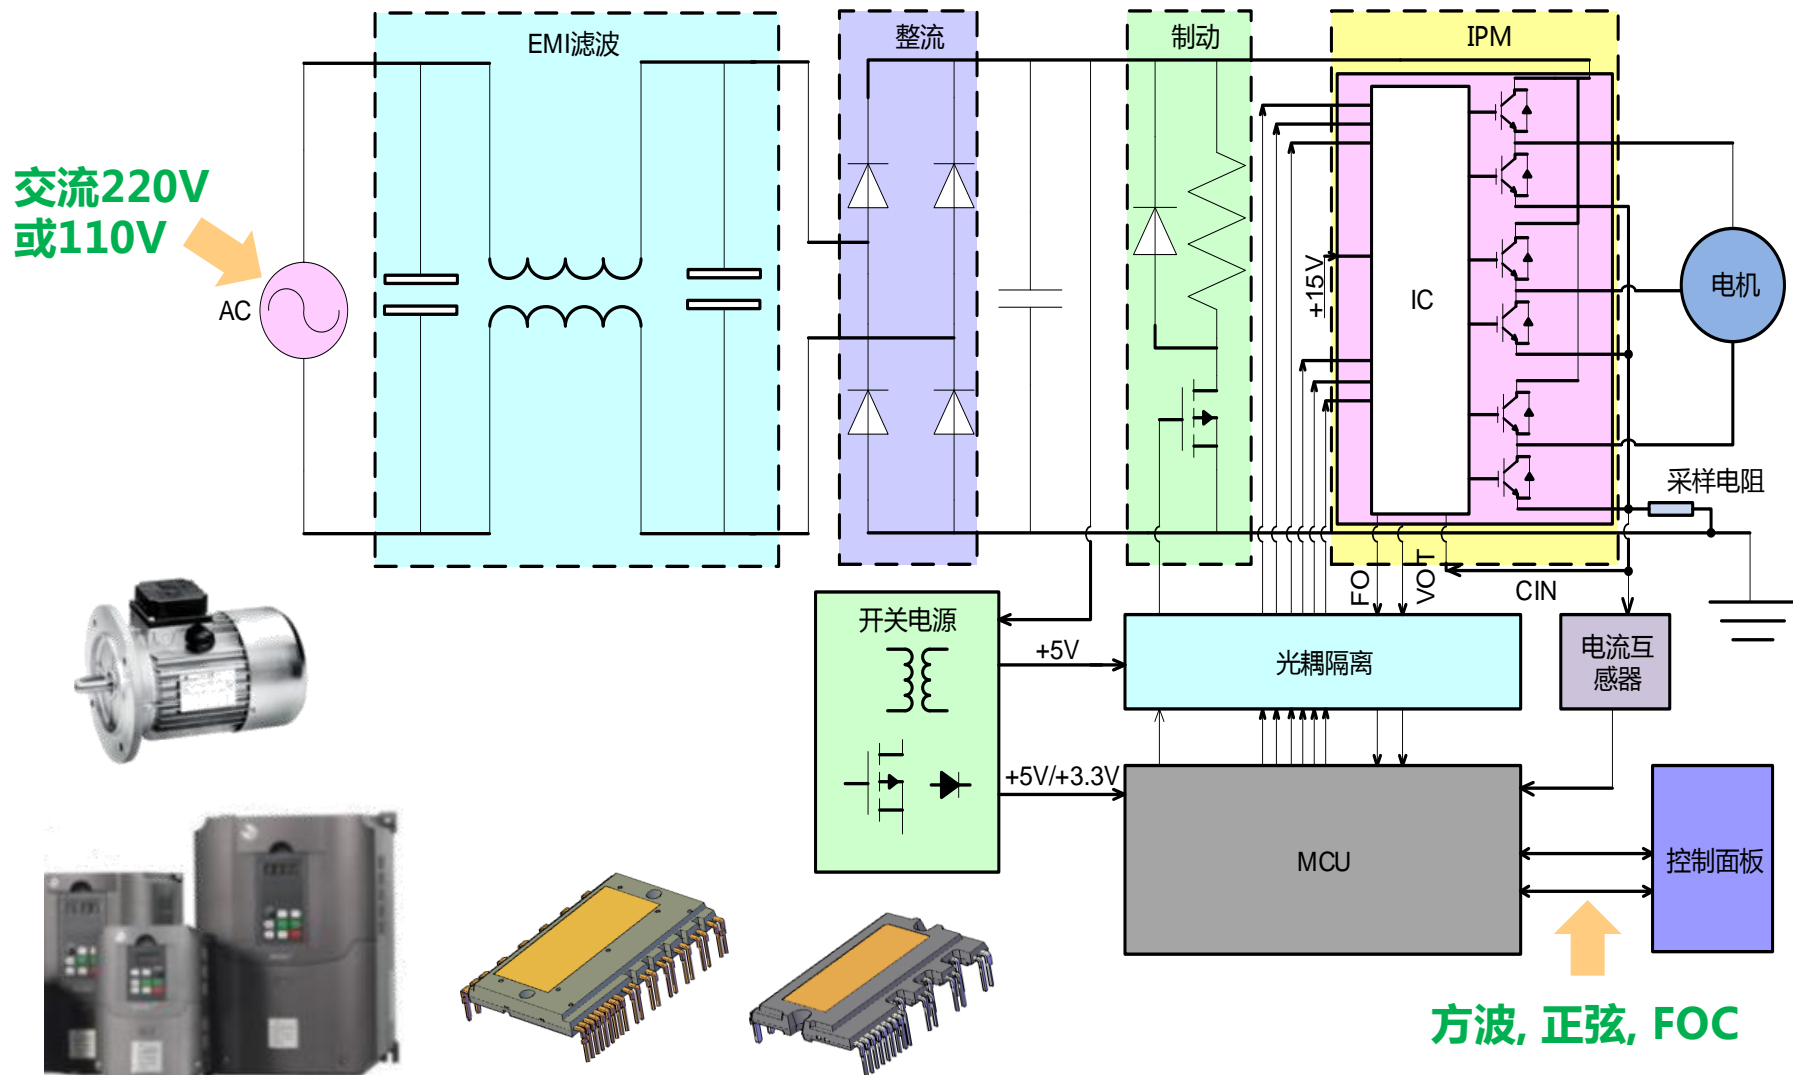 EMI滤波
整流
制动
IPM
交流220V
或110V
AC
+15V
IC
电机
采样电阻
FO
VOT
CIN
开关电源
+5V
光耦隔离
电流互
感器
+5V/+3.3V
MCU
控制面板
方波, 正弦, FOC